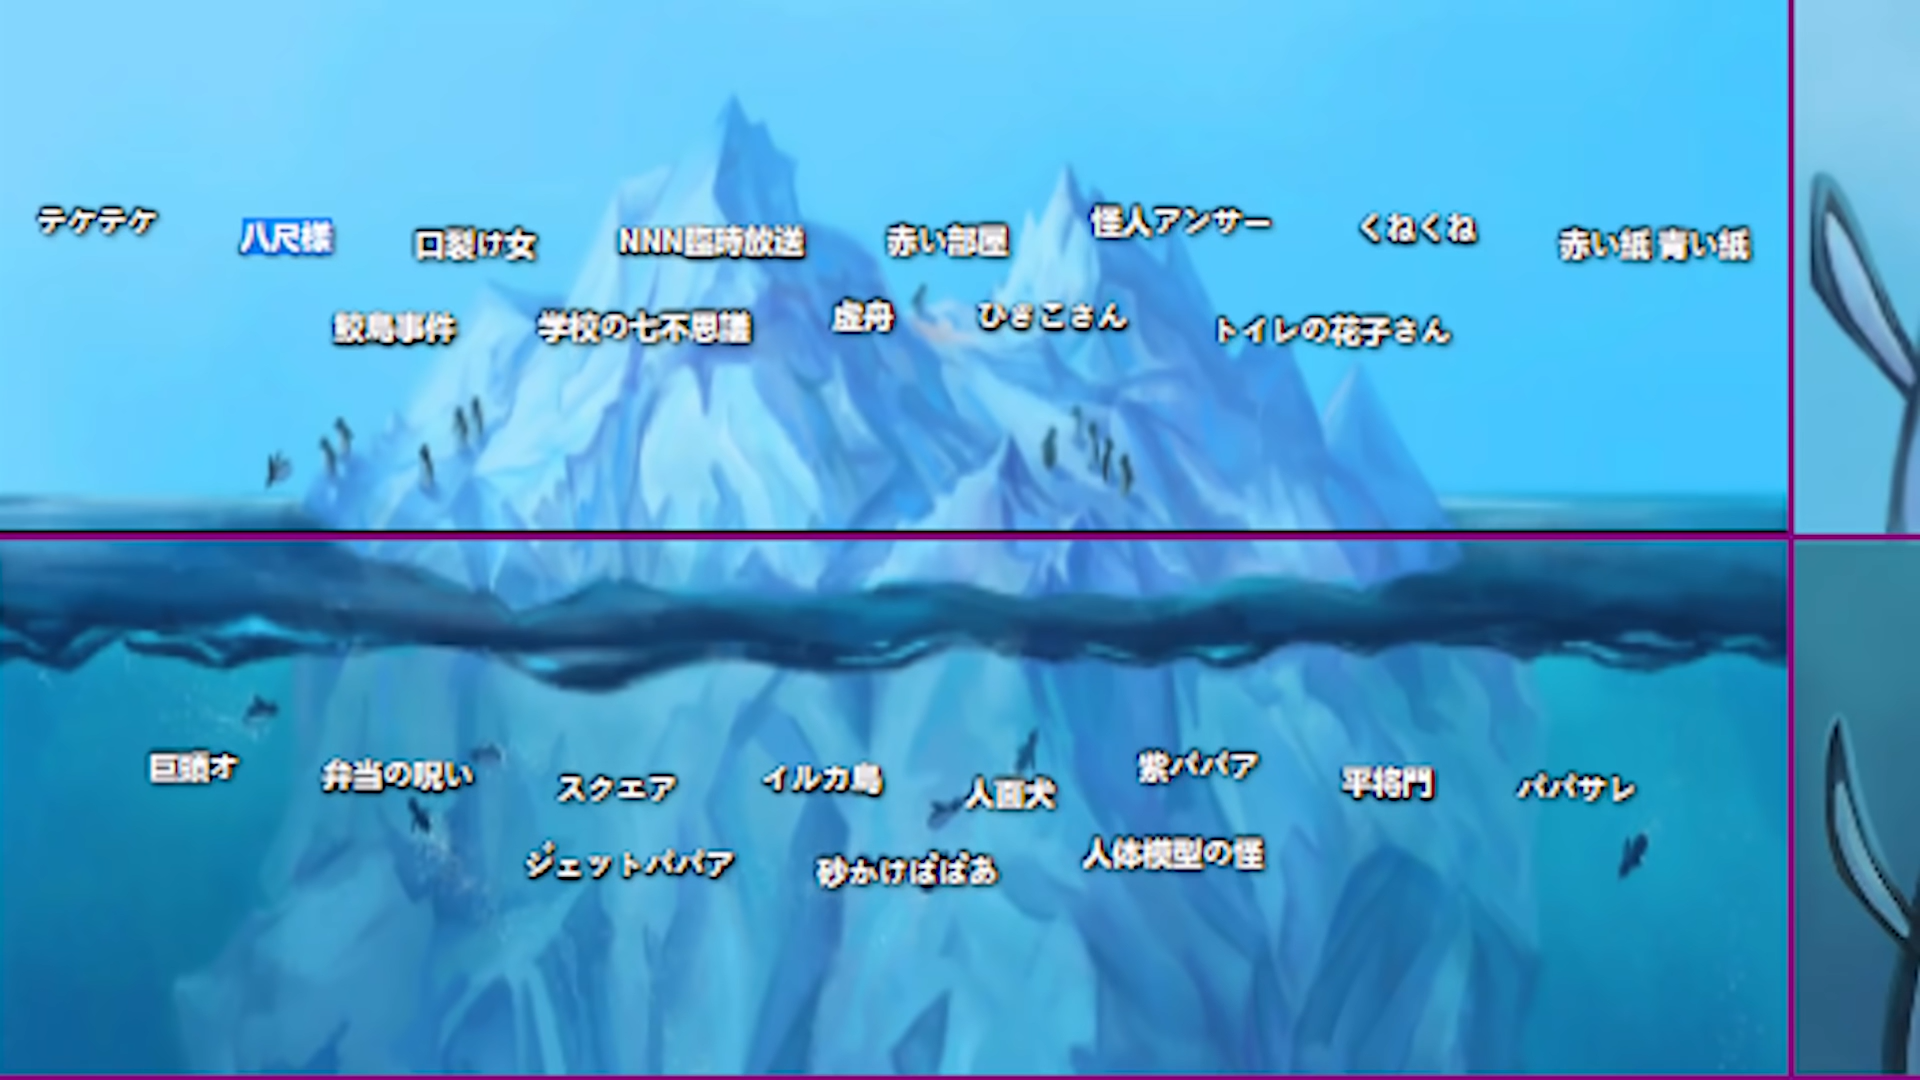 テケテケ
八尺様
口裂け女
NNN臨時放送
赤い部屋
怪人アンサー
くねくね
赤い紙 青い紙
鮫島事件
学校の七不思議
虚舟
ひきこさん
トイレの花子さん
巨頭オ
弁当の呪い
スクエア
イルカ島
人面犬
紫ババア
平将門
ババサレ
ジェットババア
砂かけばばあ
人体模型の怪